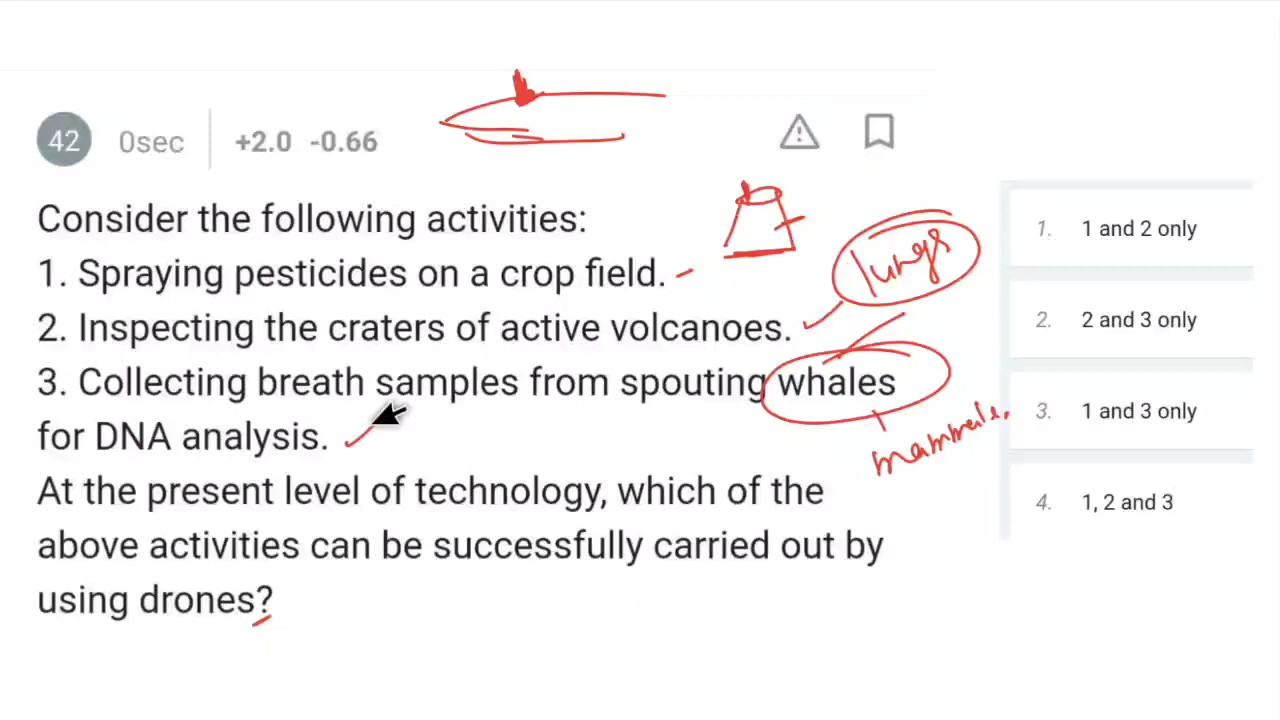 42 0sec +2.0 -0.66
Consider the following activities:
1. Spraying pesticides on a crop field.
2. Inspecting the craters of active volcanoes.
3. Collecting breath samples from spouting whales
for DNA analysis.
At the present level of technology, which of the
above activities can be successfully carried out by
using drones?
lungs
mammals
1. 1 and 2 only
2. 2 and 3 only
3. 1 and 3 only
4. 1, 2 and 3